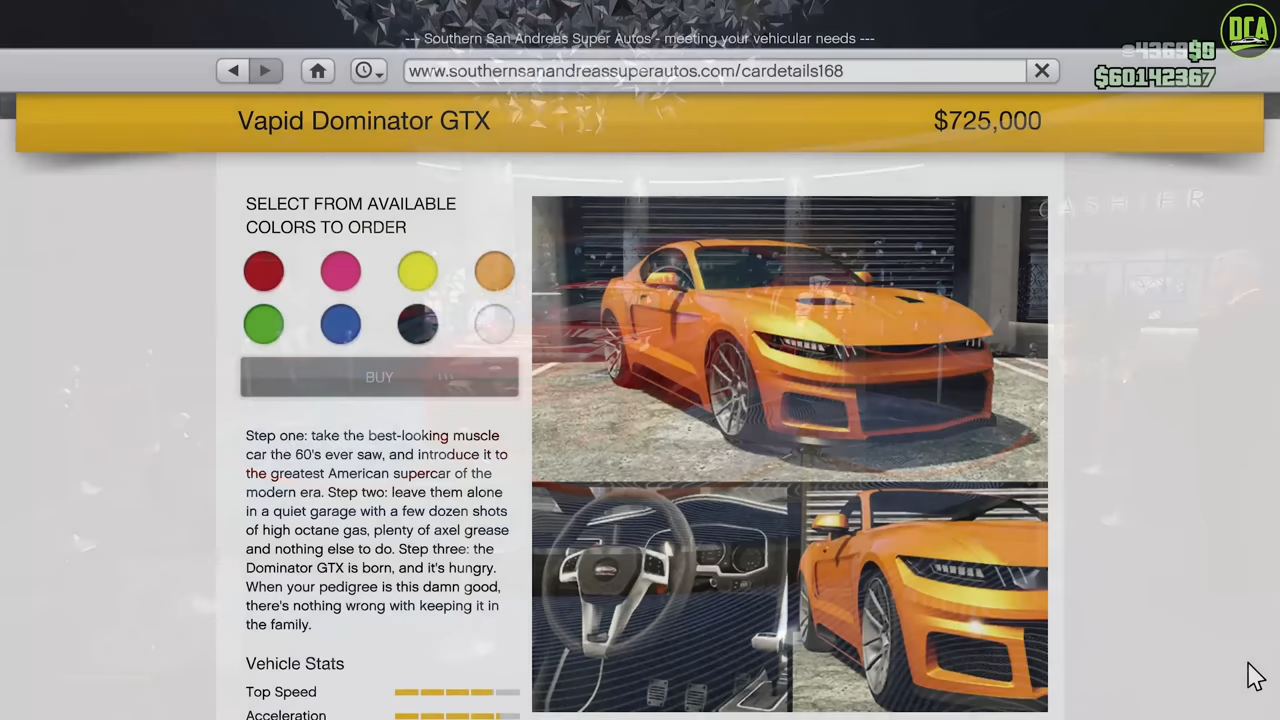 --- Southern San Andreas Super Autos - meeting your vehicular needs ---
DCA
www.southernsanandreassuperautos.com/cardetails168
$60142367
Vapid Dominator GTX
$725,000
CASHIER
SELECT FROM AVAILABLE
COLORS TO ORDER
BUY
Step one: take the best-looking muscle
car the 60's ever saw, and introduce it to
the greatest American supercar of the
modern era. Step two: leave them alone
in a quiet garage with a few dozen shots
of high octane gas, plenty of axel grease
and nothing else to do. Step three: the
Dominator GTX is born, and it's hungry.
When your pedigree is this damn good,
there's nothing wrong with keeping it in
the family.
Vehicle Stats
Top Speed
Acceleration